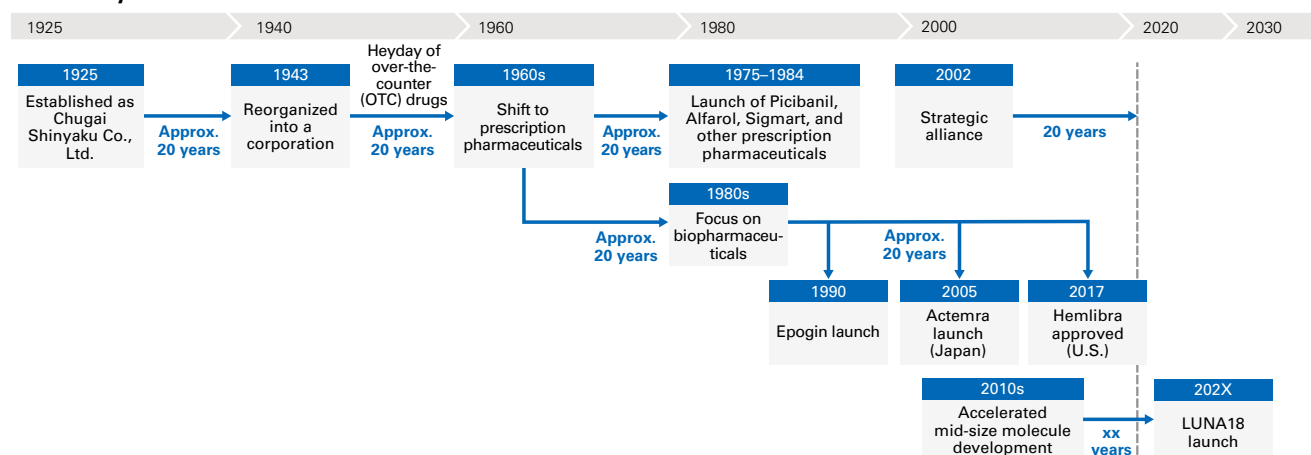 1925
1940
1960
1980
2000
2020
2030
Heyday of
over-the-
counter
(OTC) drugs
1925
Established as
Chugai
Shinyaku Co.,
Ltd.
Approx.
20 years
1943
Reorganized
into a
corporation
Approx.
20 years
1960s
Shift to
prescription
pharmaceuticals
Approx.
20 years
1975–1984
Launch of Picibanil,
Alfarol, Sigmart, and
other prescription
pharmaceuticals
2002
Strategic
alliance
20 years
Approx.
20 years
1980s
Focus on
biopharmaceu-
ticals
Approx.
20 years
1990
Epogin launch
2005
Actemra
launch
(Japan)
2017
Hemlibra
approved
(U.S.)
2010s
Accelerated
mid-size molecule
development
xx
years
202X
LUNA18
launch